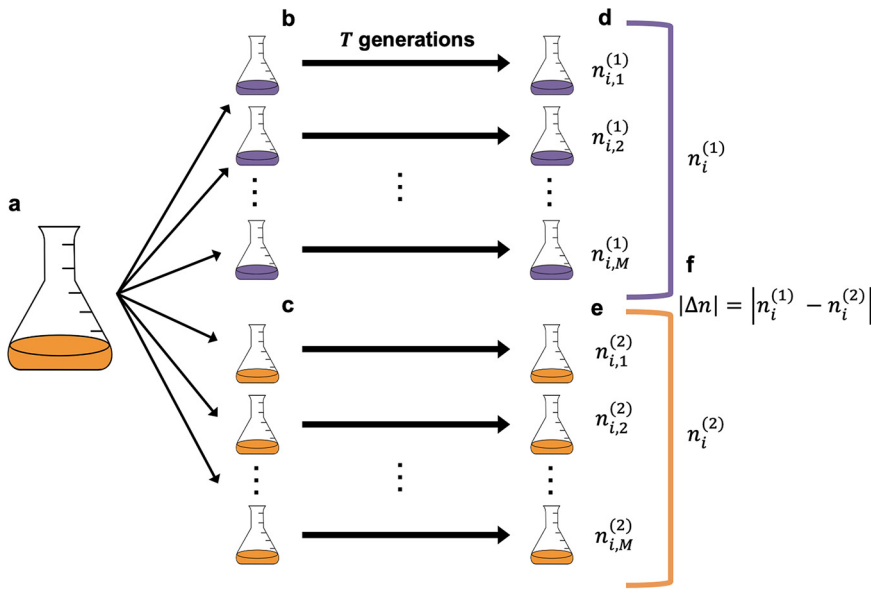 b
d
T generations
n_{i,1}^{(1)}
n_{i,2}^{(1)}
n_i^{(1)}
a
n_{i,M}^{(1)}
f
|Δn| = |n_i^{(1)} − n_i^{(2)}|
c
e
n_{i,1}^{(2)}
n_{i,2}^{(2)}
n_i^{(2)}
n_{i,M}^{(2)}